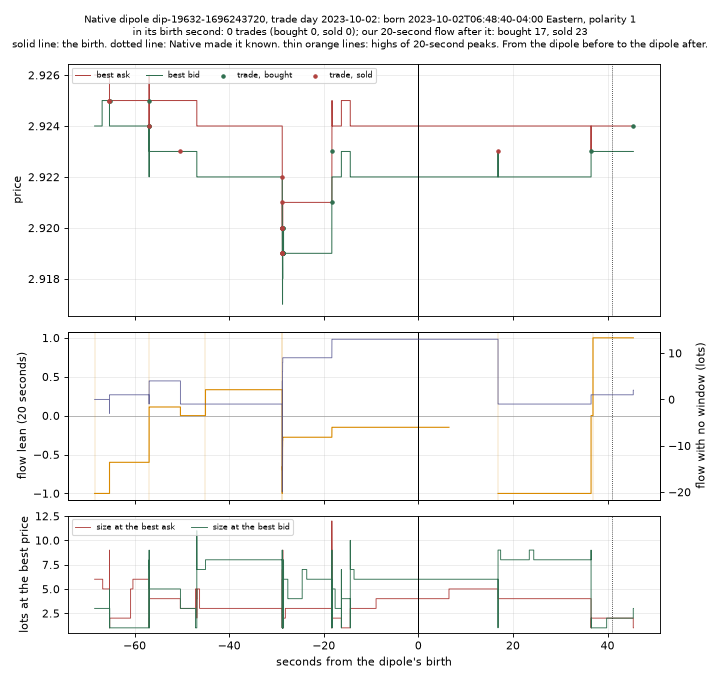 Native dipole dip-19632-1696243720, trade day 2023-10-02: born 2023-10-02T06:48:40-04:00 Eastern, polarity 1
in its birth second: 0 trades (bought 0, sold 0); our 20-second flow after it: bought 17, sold 23
solid line: the birth. dotted line: Native made it known. thin orange lines: highs of 20-second peaks. From the dipole before to the dipole after.
best ask
best bid
trade, bought
trade, sold
2.926
2.924
2.922
2.920
2.918
price
1.0
0.5
0.0
−0.5
−1.0
flow lean (20 seconds)
10
0
−10
−20
flow with no window (lots)
size at the best ask
size at the best bid
12.5
10.0
7.5
5.0
2.5
lots at the best price
−60
−40
−20
0
20
40
seconds from the dipole's birth